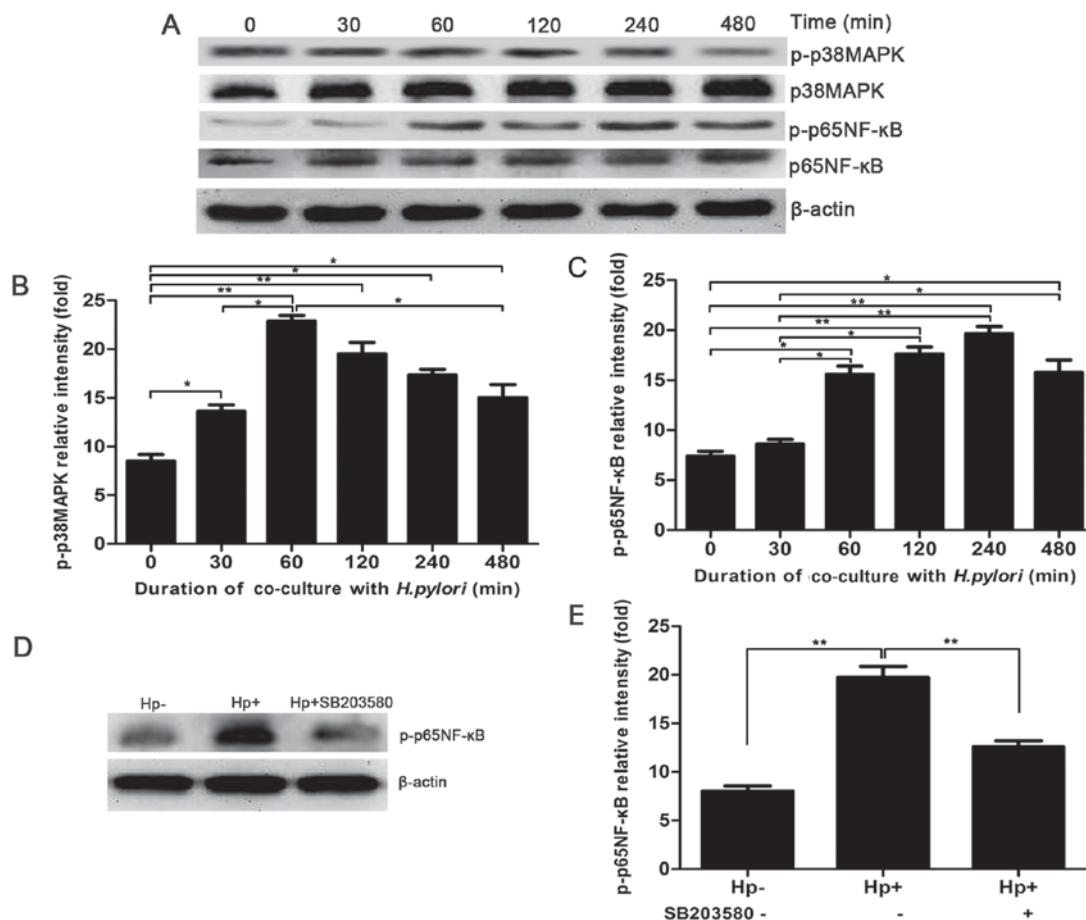 A
0 30 60 120 240 480 Time (min)
p-p38MAPK
p38MAPK
p-p65NF-κB
p65NF-κB
β-actin
B
p-p38MAPK relative intensity (fold)
25
20
15
10
5
0
*
*
**
**
* *
*
0 30 60 120 240 480
Duration of co-culture with H.pylori (min)
C
p-p65NF-κB relative intensity (fold)
25
20
15
10
5
0
*
*
**
**
**
*
*
*
0 30 60 120 240 480
Duration of co-culture with H.pylori (min)
D
Hp- Hp+ Hp+SB203580
p-p65NF-κB
β-actin
E
p-p65NF-κB relative intensity (fold)
25
20
15
10
5
0
** **
Hp- Hp+ Hp+
SB203580 - - +